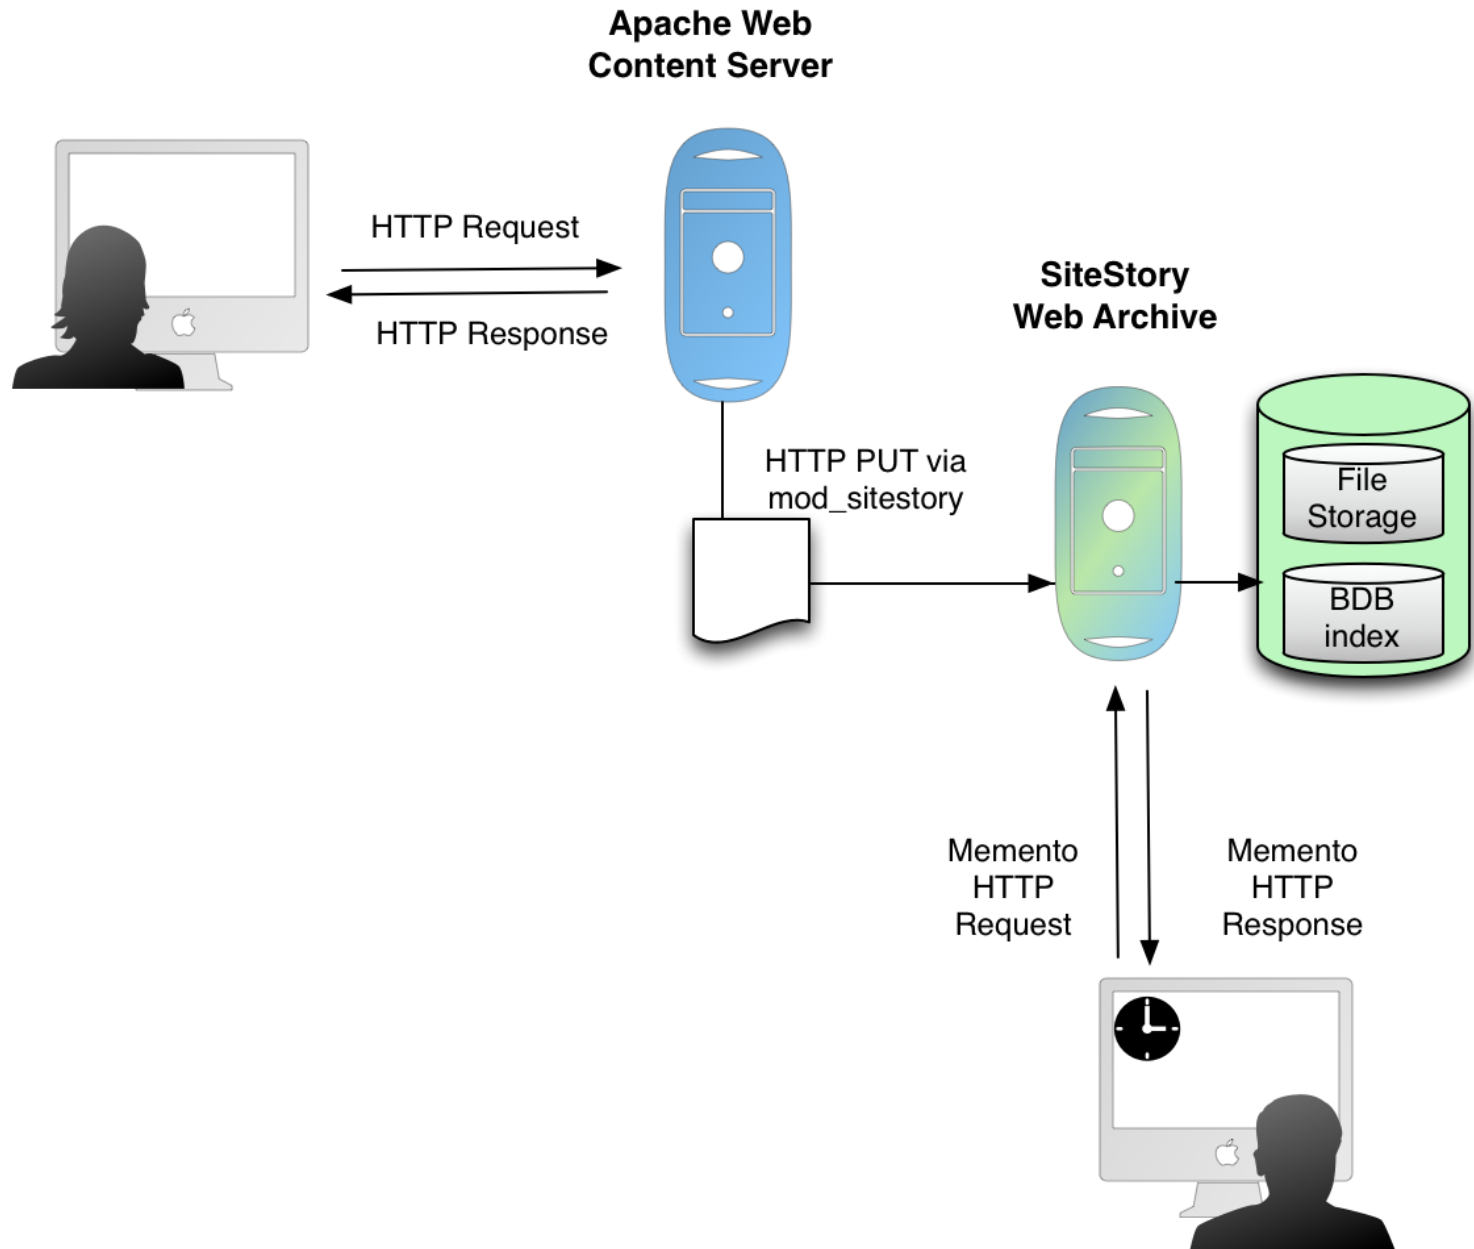 Apache Web
Content Server
HTTP Request
HTTP Response
SiteStory
Web Archive
HTTP PUT via
mod_sitestory
File
Storage
BDB
index
Memento
HTTP
Request
Memento
HTTP
Response